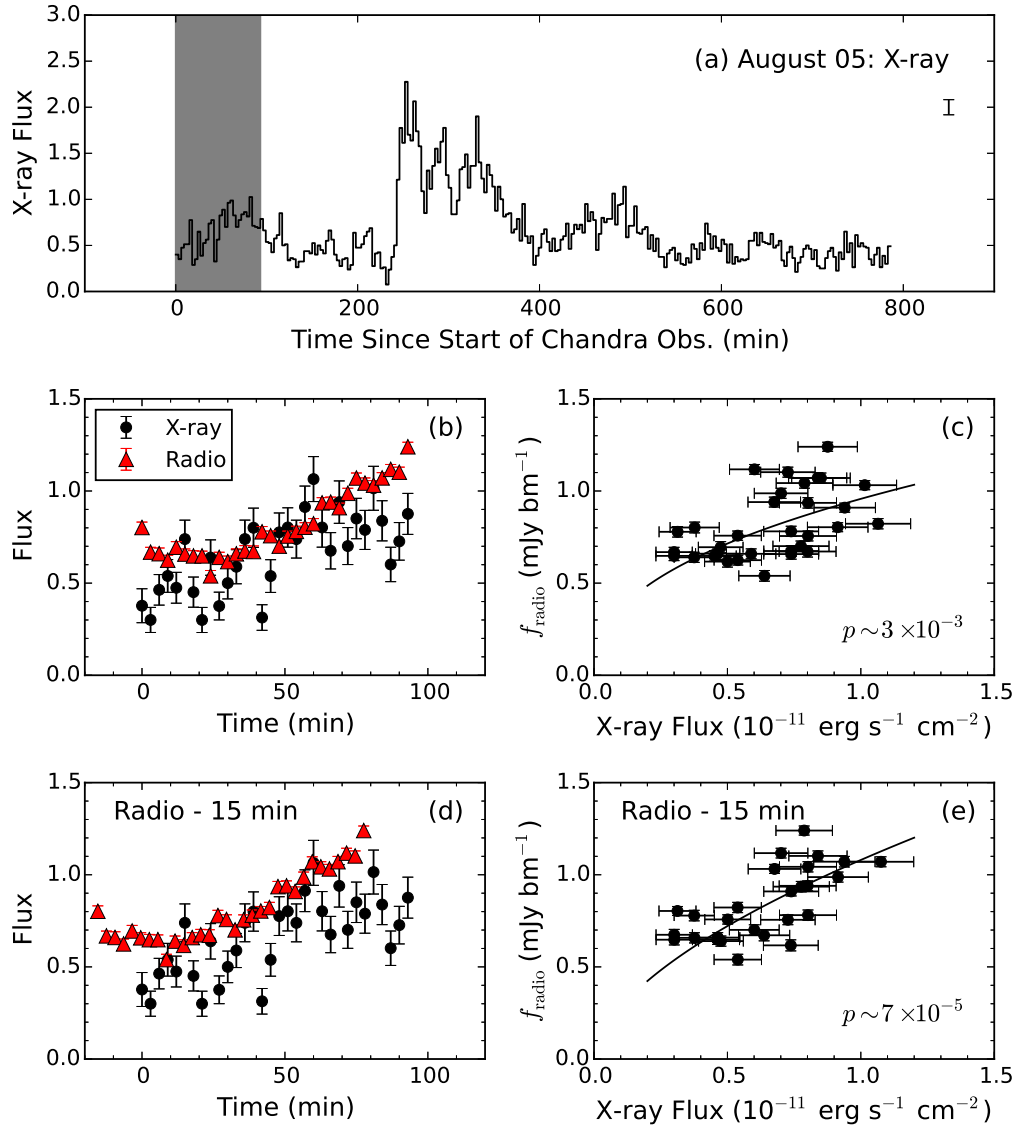 3.0
2.5
2.0
1.5
1.0
0.5
0.0
X-ray Flux
(a) August 05: X-ray
0 200 400 600 800
Time Since Start of Chandra Obs. (min)
1.5
1.0
0.5
0.0
Flux
X-ray
Radio
(b)
0 50 100
Time (min)
1.5
1.0
0.5
0.0
f_radio (mJy bm⁻¹)
(c)
p∼3×10⁻³
0.0 0.5 1.0 1.5
X-ray Flux (10⁻¹¹ erg s⁻¹ cm⁻²)
1.5
1.0
0.5
0.0
Flux
Radio - 15 min (d)
0 50 100
Time (min)
1.5
1.0
0.5
0.0
f_radio (mJy bm⁻¹)
Radio - 15 min (e)
p∼7×10⁻⁵
0.0 0.5 1.0 1.5
X-ray Flux (10⁻¹¹ erg s⁻¹ cm⁻²)